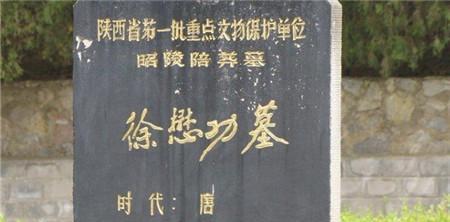 陕西省第一批重点文物保护单位
昭陵陪葬墓
徐懋功墓
时代：唐